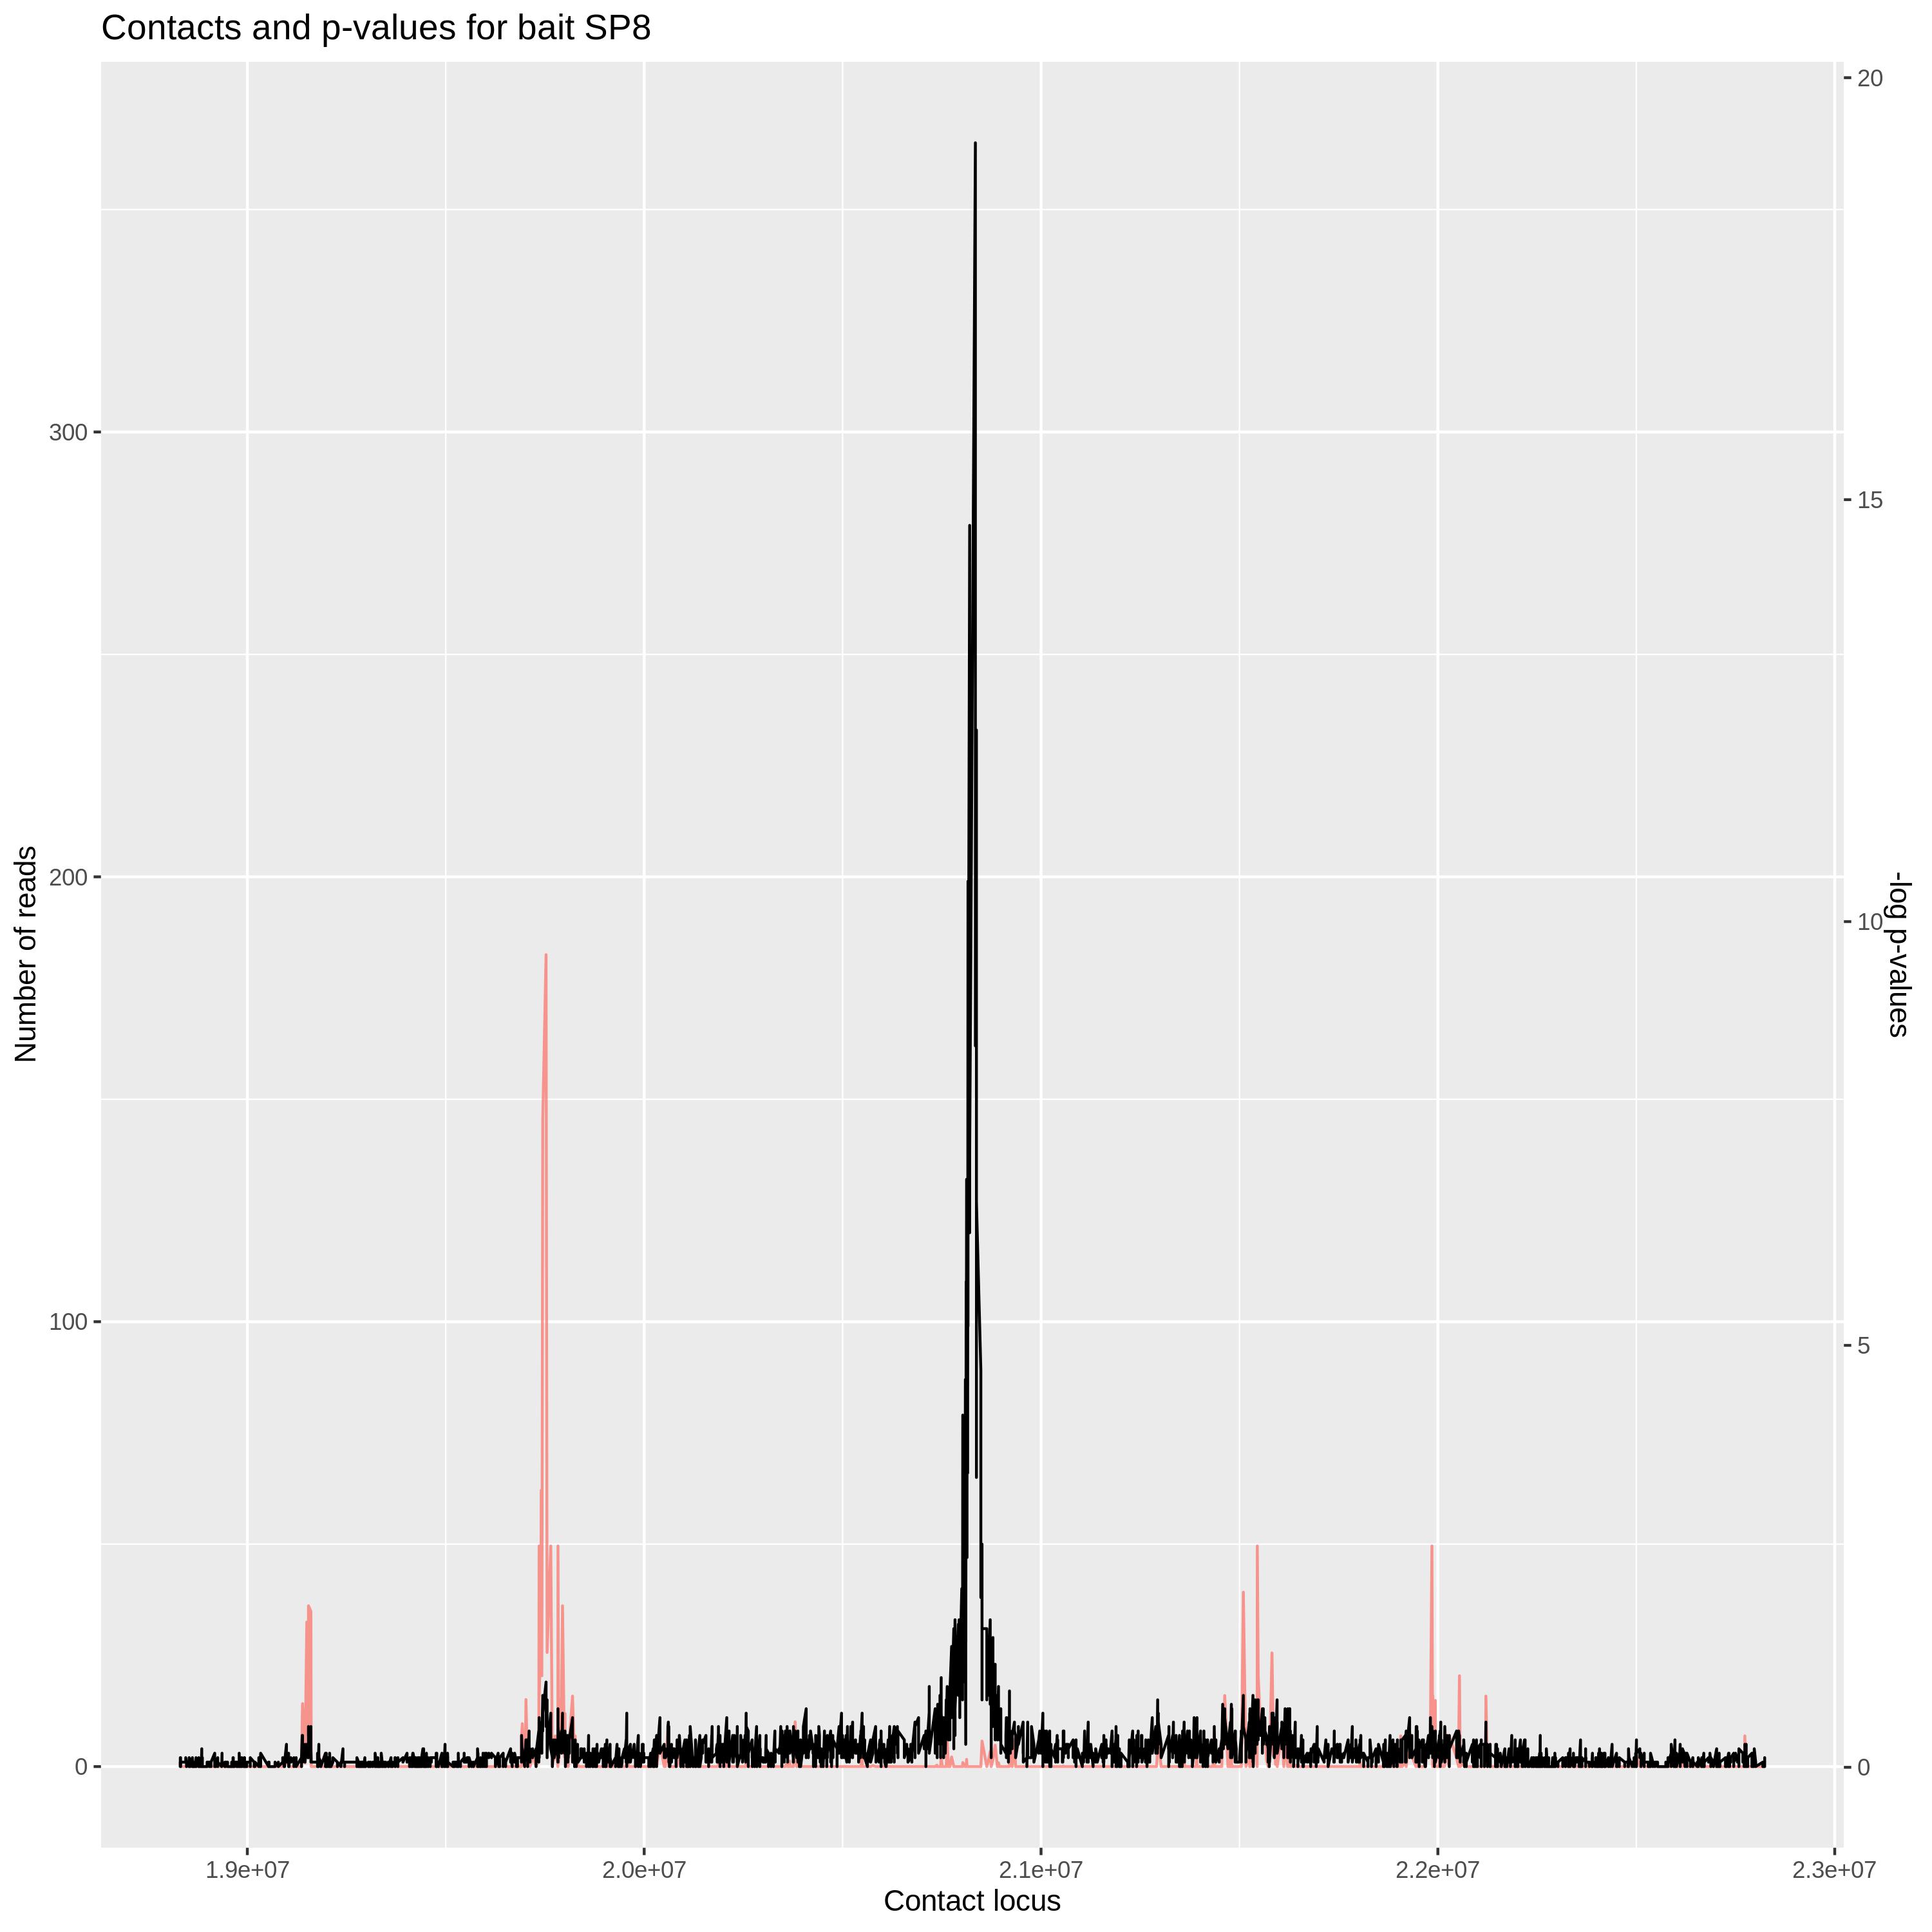 Contacts and p-values for bait SP8
20
15
10
5
0
300
200
100
0
Number of reads
-log p-values
1.9e+07 2.0e+07 2.1e+07 2.2e+07 2.3e+07
Contact locus